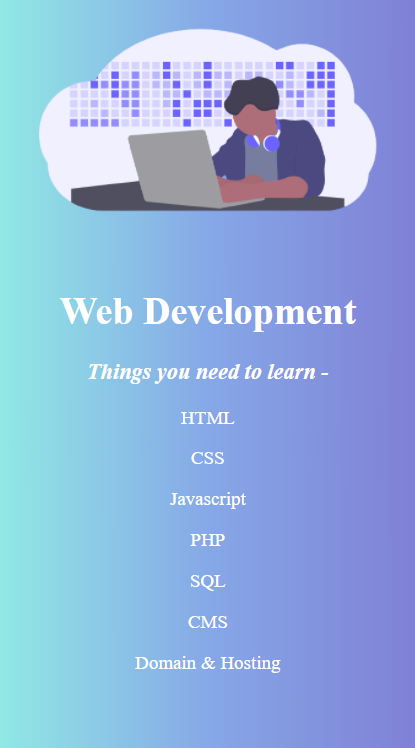 Web Development
Things you need to learn -
HTML
CSS
Javascript
PHP
SQL
CMS
Domain & Hosting